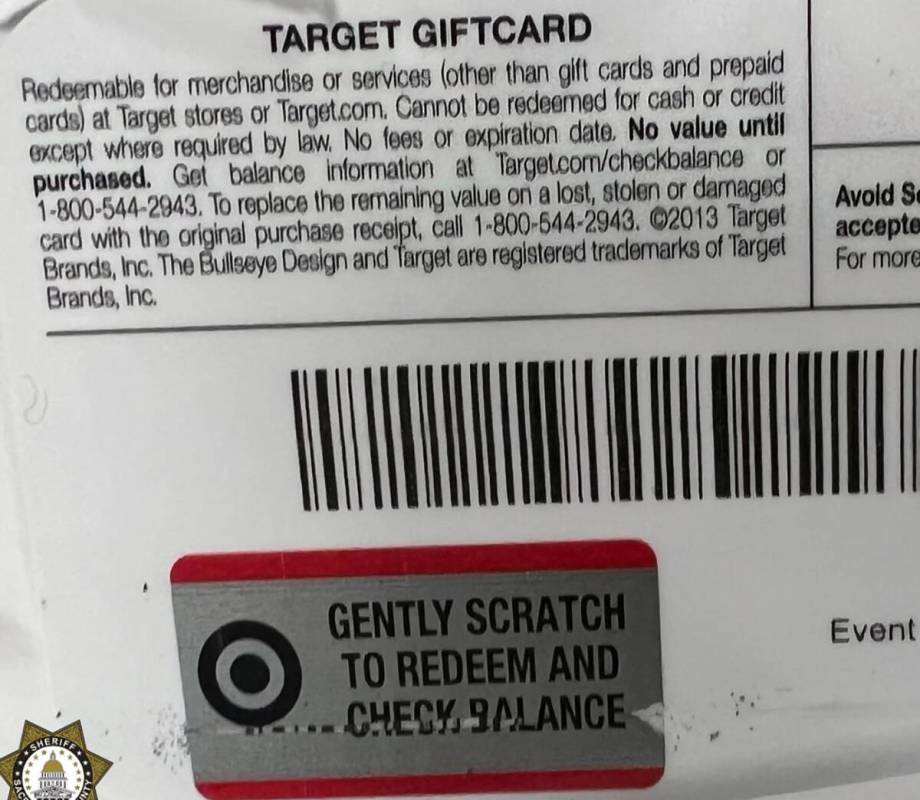 TARGET GIFTCARD
Redeemable for merchandise or services (other than gift cards and prepaid
cards) at Target stores or Target.com. Cannot be redeemed for cash or credit
except where required by law. No fees or expiration date. No value until
purchased. Get balance information at Target.com/checkbalance or
1-800-544-2943. To replace the remaining value on a lost, stolen or damaged
card with the original purchase receipt, call 1-800-544-2943. ©2013 Target
Brands, Inc. The Bullseye Design and Target are registered trademarks of Target
Brands, Inc.
Avoid
For more
GENTLY SCRATCH
TO REDEEM AND
CHECK BALANCE
Event
SHERIFF